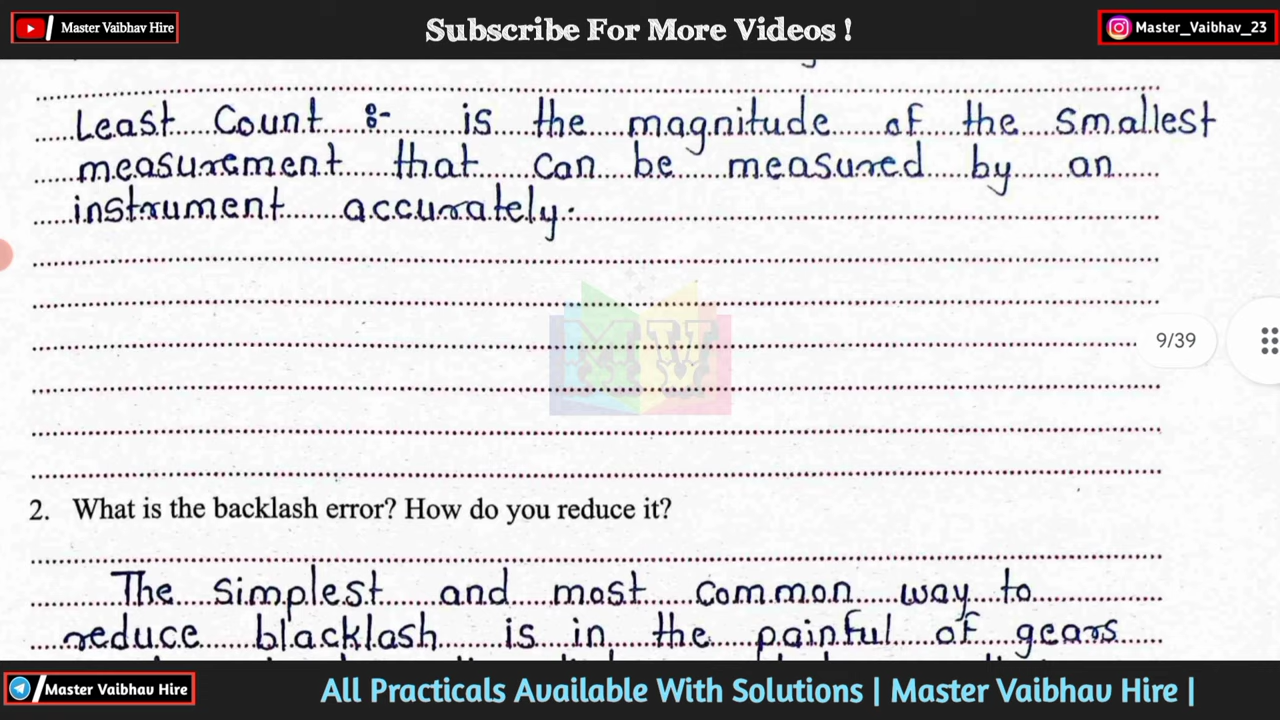 Master Vaibhav Hire
Subscribe For More Videos !
Master_Vaibhav_23
Least Count :- is the magnitude of the smallest
measurement that can be measured by an
instrument accurately.
MW
9/39
2. What is the backlash error? How do you reduce it?
The simplest and most common way to
reduce blacklash is in the painful of gears
Master Vaibhav Hire
All Practicals Available With Solutions | Master Vaibhav Hire |